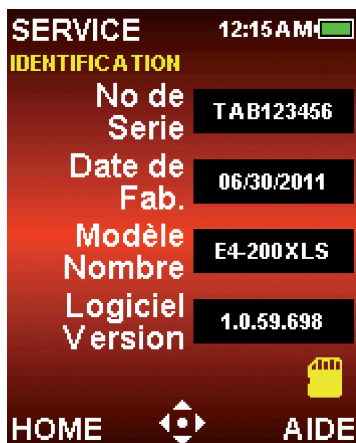 SERVICE 12:15AM
IDENTIFICATION
No de
Serie
TAB123456
Date de
Fab.
06/30/2011
Modèle
Nombre
E4-200XLS
Logiciel
Version
1.0.59.698
HOME AIDE